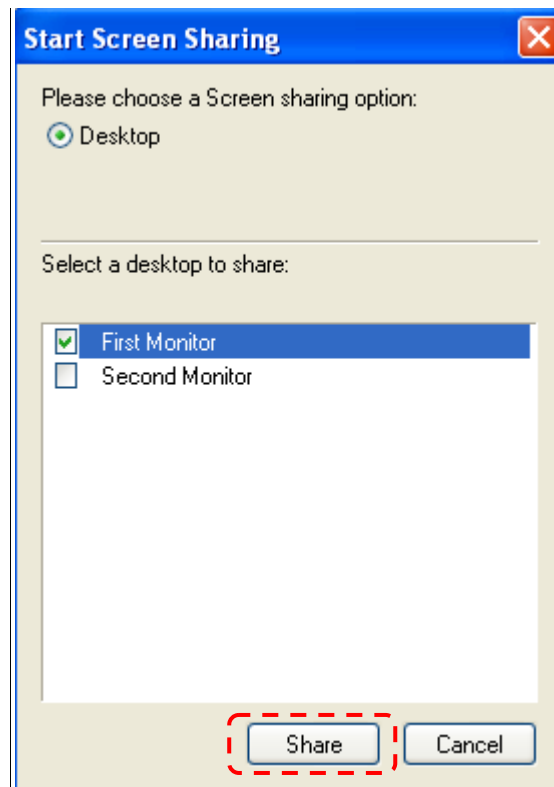 Start Screen Sharing
Please choose a Screen sharing option:
Desktop
Select a desktop to share:
First Monitor
Second Monitor
Share Cancel